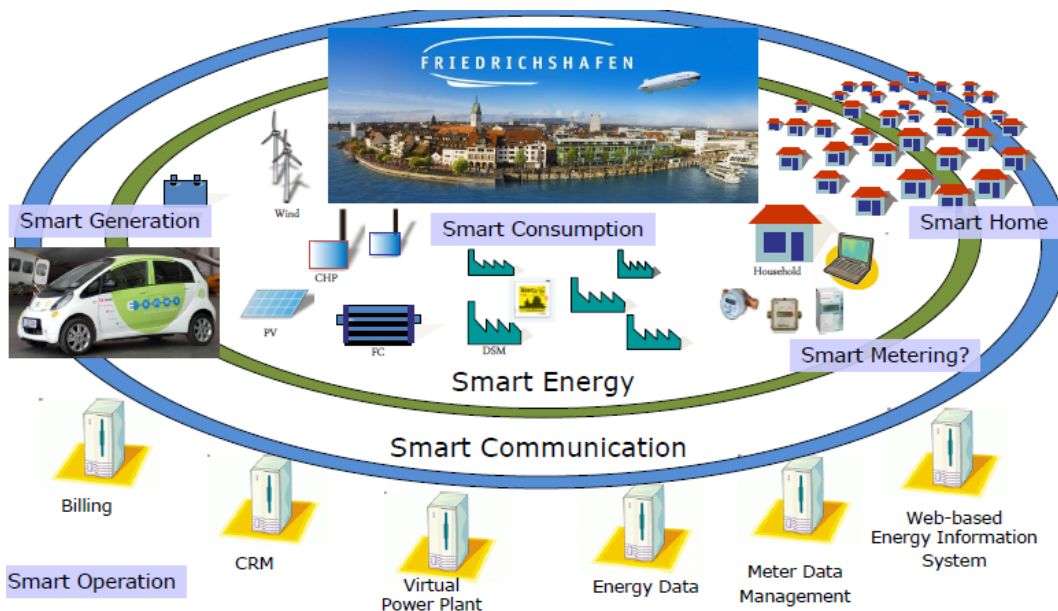 FRIEDRICHSHAFEN
Smart Generation
Wind
Smart Consumption
Smart Home
CHP
Household
PV
FC
DSM
Smart Metering?
Smart Energy
Smart Communication
Billing
CRM
Virtual
Power Plant
Energy Data
Meter Data
Management
Web-based
Energy Information
System
Smart Operation